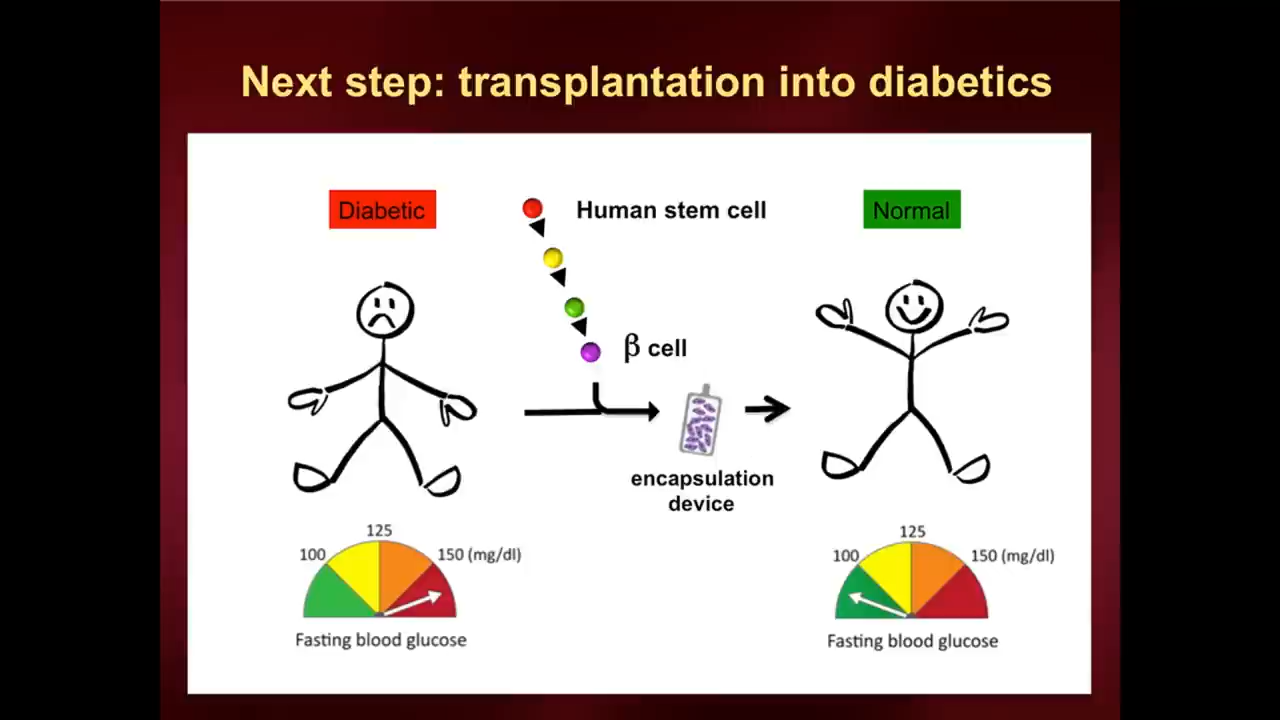 Next step: transplantation into diabetics
Diabetic
Human stem cell
Normal
β cell
encapsulation
device
125
100
150 (mg/dl)
Fasting blood glucose
125
100
150 (mg/dl)
Fasting blood glucose